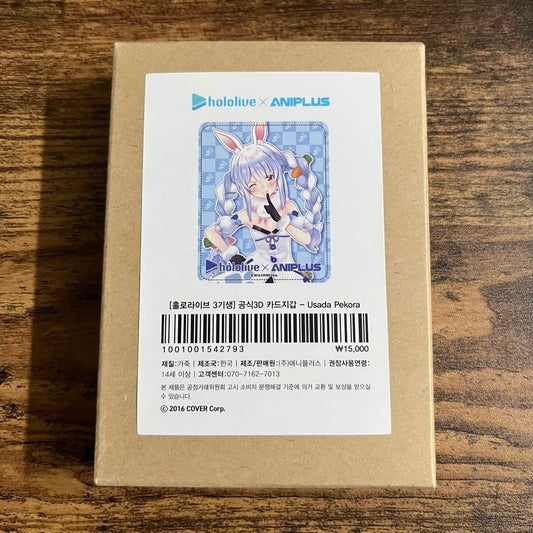 hololive × ANIPLUS
hololive × ANIPLUS
© 2016 COVER Corp.
[홀로라이브 3기생] 공식3D 카드지갑 – Usada Pekora
1001001542793 ₩15,000
재질:가죽 | 제조국:한국 | 제조/판매원:(주)애니플러스 | 권장사용연령:
14세 이상 | 고객센터:070-7162-7013
본 제품은 공정거래위원회 고시 소비자 분쟁해결 기준에 의거 교환 및 보상을 받으실
수 있습니다.
ⓒ 2016 COVER Corp.